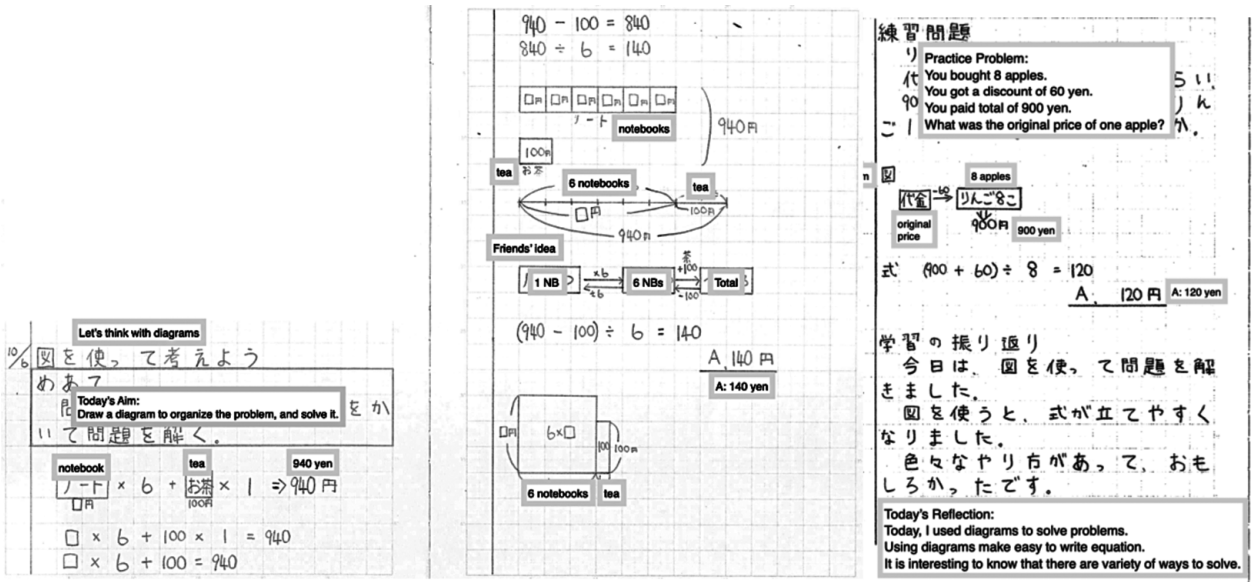 Let's think with diagrams
10/6 図を使って考えよう
めあて
Today's Aim:
Draw a diagram to organize the problem, and solve it.
問
をか
いて問題を解く。
notebook
tea
940 yen
ノート × 6 + お茶 × 1 ⇒ 940円
□円
100円
□ × 6 + 100 × 1 = 940
□ × 6 + 100 = 940
940 - 100 = 840
840 ÷ 6 = 140
□円 □円 □円 □円 □円 □円
ノート
notebooks
940円
100円
tea
お茶
6 notebooks
tea
□円
100円
940円
Friends' idea
1 NB
×6
÷6
6 NBs
茶
+100
-100
Total
(940 - 100) ÷ 6 = 140
A, 140円
A: 140 yen
□円
6×□
100
100円
6 notebooks
tea
練習問題
り
代
らい
90
りん
ご1
か。
Practice Problem:
You bought 8 apples.
You got a discount of 60 yen.
You paid total of 900 yen.
What was the original price of one apple?
図
8 apples
代金
-60
りんご8こ
original
price
900円
900 yen
式 (900 + 60) ÷ 8 = 120
A, 120円
A: 120 yen
学習の振り返り
今日は、図を使って問題を解
きました。
図を使うと、式が立てやすく
なりました。
色々なやり方があって、おも
しろかったです。
Today's Reflection:
Today, I used diagrams to solve problems.
Using diagrams make easy to write equation.
It is interesting to know that there are variety of ways to solve.